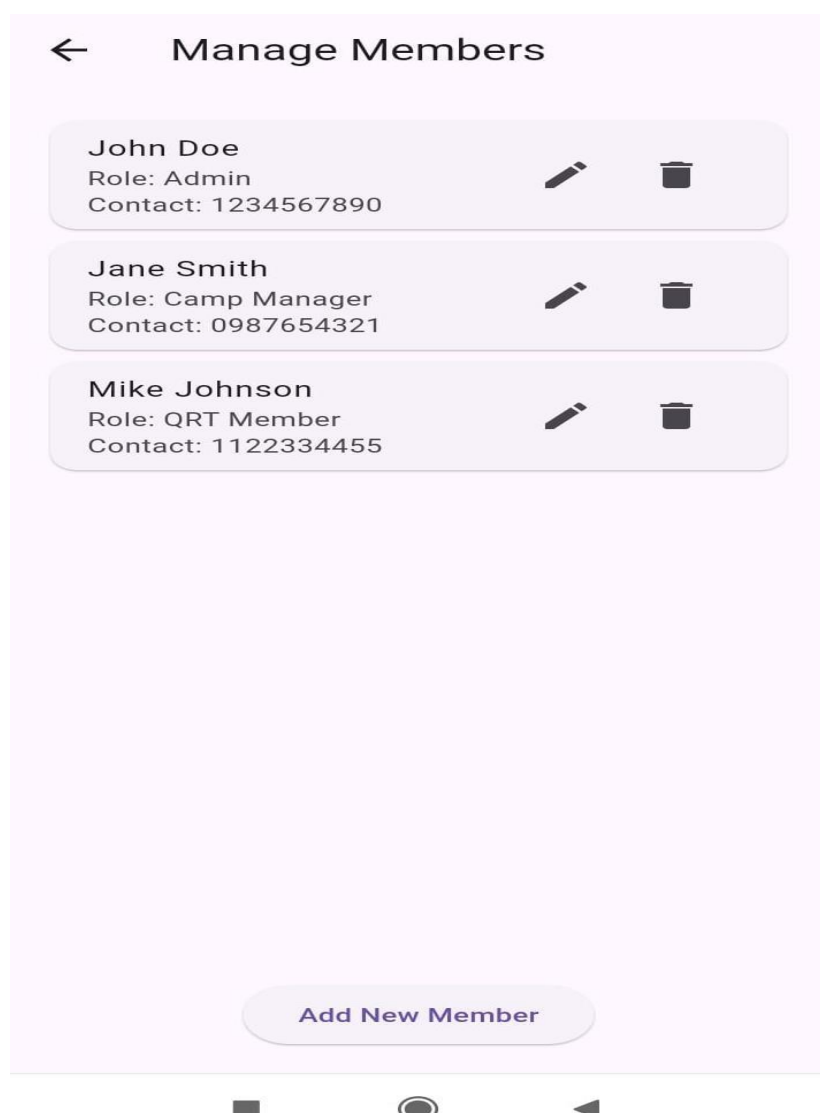 Manage Members
John Doe
Role: Admin
Contact: 1234567890
Jane Smith
Role: Camp Manager
Contact: 0987654321
Mike Johnson
Role: QRT Member
Contact: 1122334455
Add New Member